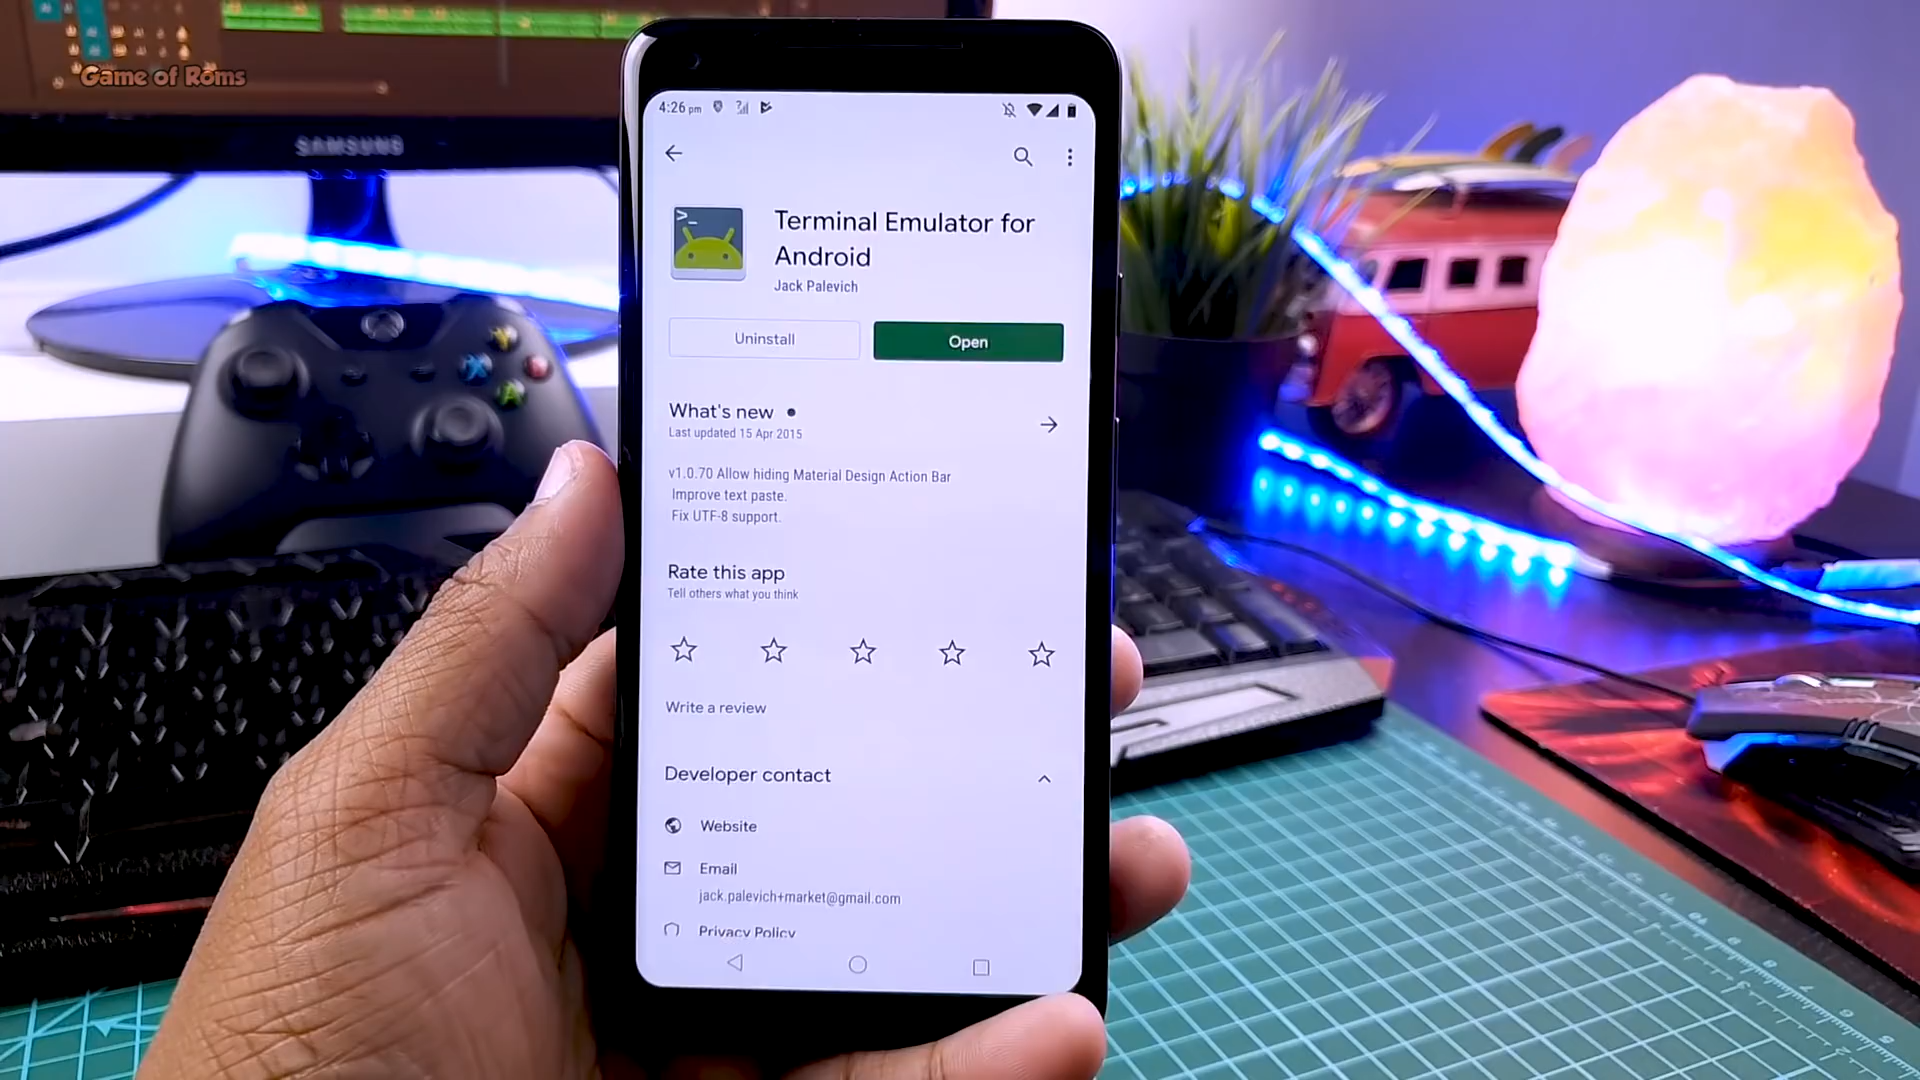 Game of Roms
SAMSUNG
4:26 pm
Terminal Emulator for
Android
Jack Palevich
Uninstall
Open
What's new
Last updated 15 Apr 2015
v1.0.70 Allow hiding Material Design Action Bar
Improve text paste.
Fix UTF-8 support.
Rate this app
Tell others what you think
Write a review
Developer contact
Website
Email
jack.palevich+market@gmail.com
Privacy Policy
X
Y
A